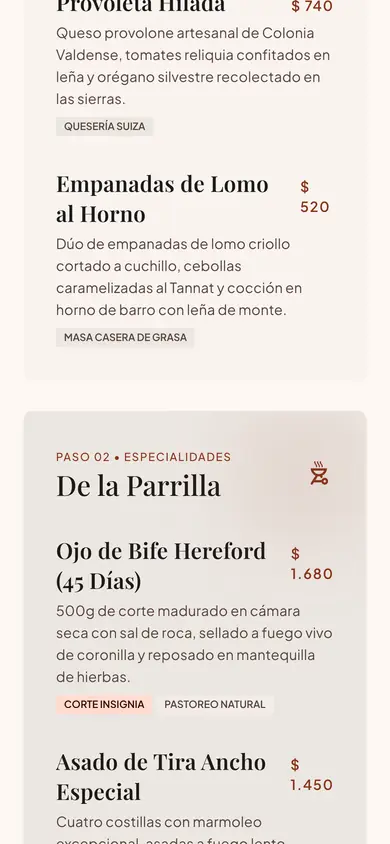 Provoleta Hilada
$ 740
Queso provolone artesanal de Colonia
Valdense, tomates reliquia confitados en
leña y orégano silvestre recolectado en
las sierras.
QUESERÍA SUIZA
Empanadas de Lomo
al Horno
$
520
Dúo de empanadas de lomo criollo
cortado a cuchillo, cebollas
caramelizadas al Tannat y cocción en
horno de barro con leña de monte.
MASA CASERA DE GRASA
PASO 02 • ESPECIALIDADES
De la Parrilla
Ojo de Bife Hereford
(45 Días)
$
1.680
500g de corte madurado en cámara
seca con sal de roca, sellado a fuego vivo
de coronilla y reposado en mantequilla
de hierbas.
CORTE INSIGNIA
PASTOREO NATURAL
Asado de Tira Ancho
Especial
$
1.450
Cuatro costillas con marmoleo
excepcional, asadas a fuego lento